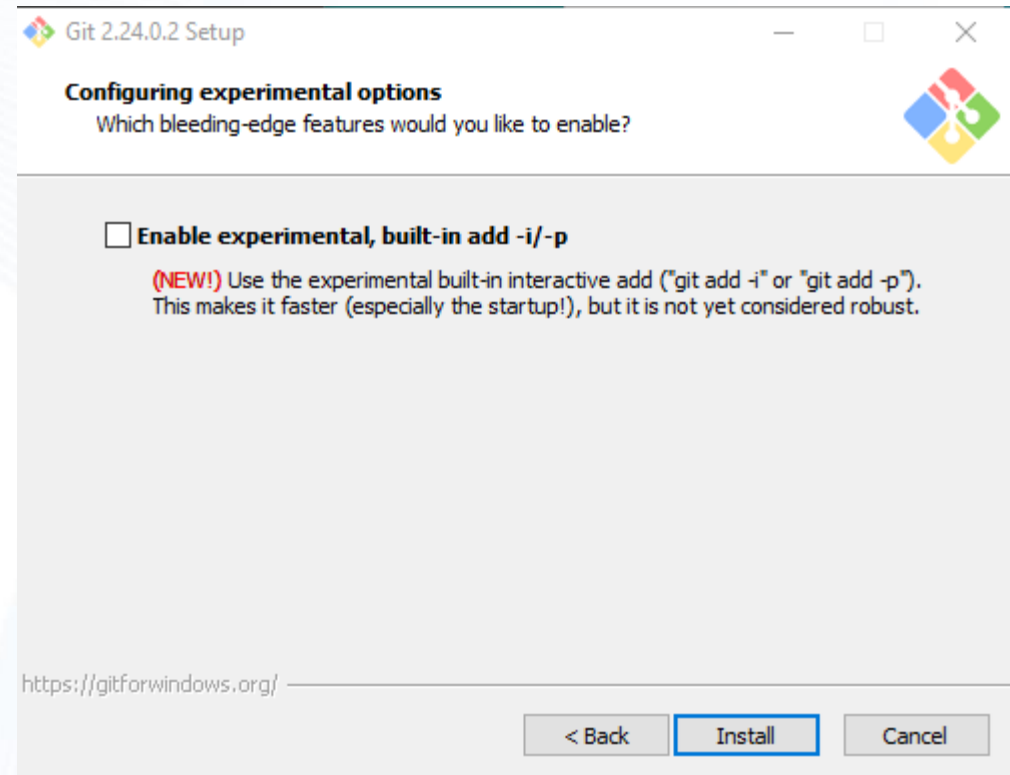 Git 2.24.0.2 Setup
Configuring experimental options
Which bleeding-edge features would you like to enable?
Enable experimental, built-in add -i/-p
(NEW!) Use the experimental built-in interactive add ("git add -i" or "git add -p").
This makes it faster (especially the startup!), but it is not yet considered robust.
https://gitforwindows.org/
< Back
Install
Cancel